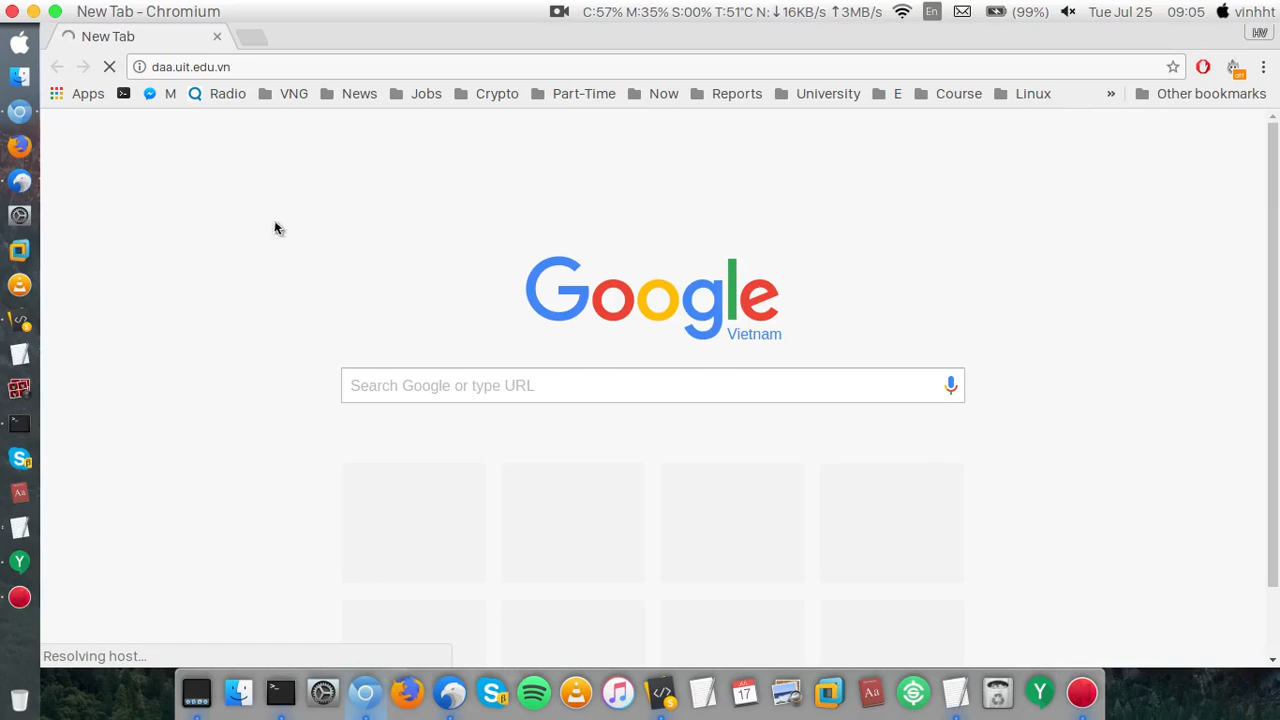 New Tab - Chromium
C:57% M:35% S:00% T:51°C N:↓16KB/s ↑3MB/s
En
(99%)
Tue Jul 25
09:05
vinhht
New Tab
HV
daa.uit.edu.vn
off
Apps
M
Radio
VNG
News
Jobs
Crypto
Part-Time
Now
Reports
University
E
Course
Linux
»
Other bookmarks
Google
Vietnam
Search Google or type URL
Resolving host...
17